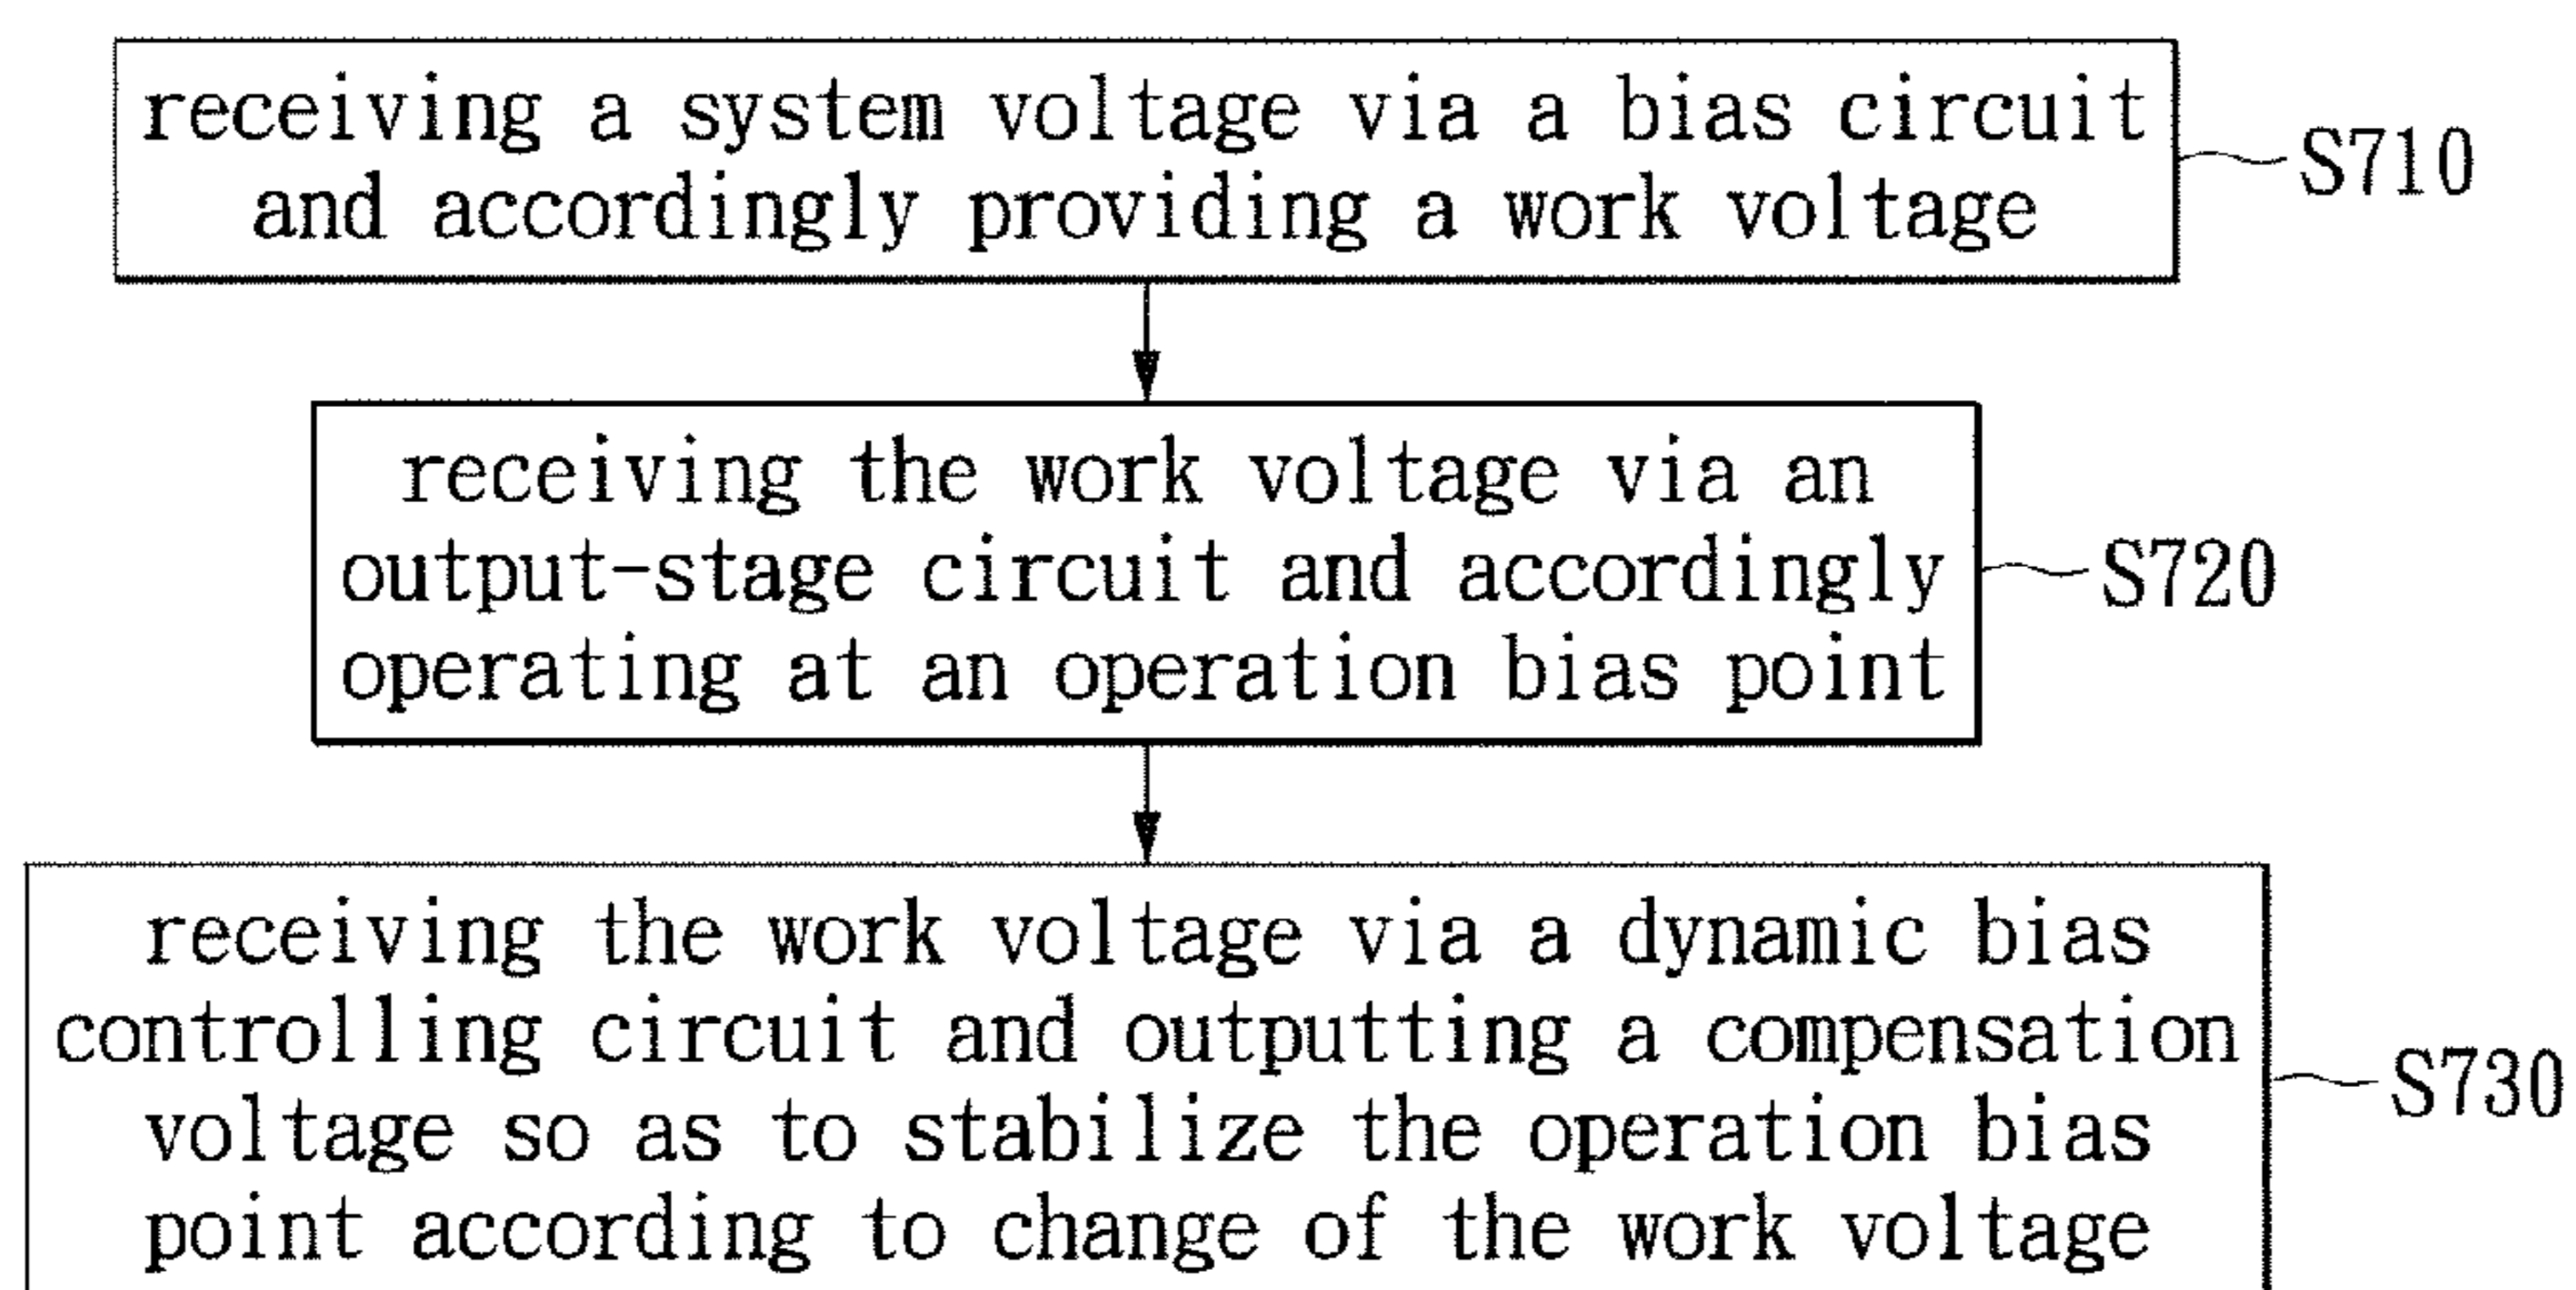 receiving a system voltage via a bias circuit
and accordingly providing a work voltage
S710
receiving the work voltage via an
output-stage circuit and accordingly
operating at an operation bias point
S720
receiving the work voltage via a dynamic bias
controlling circuit and outputting a compensation
voltage so as to stabilize the operation bias
point according to change of the work voltage
S730